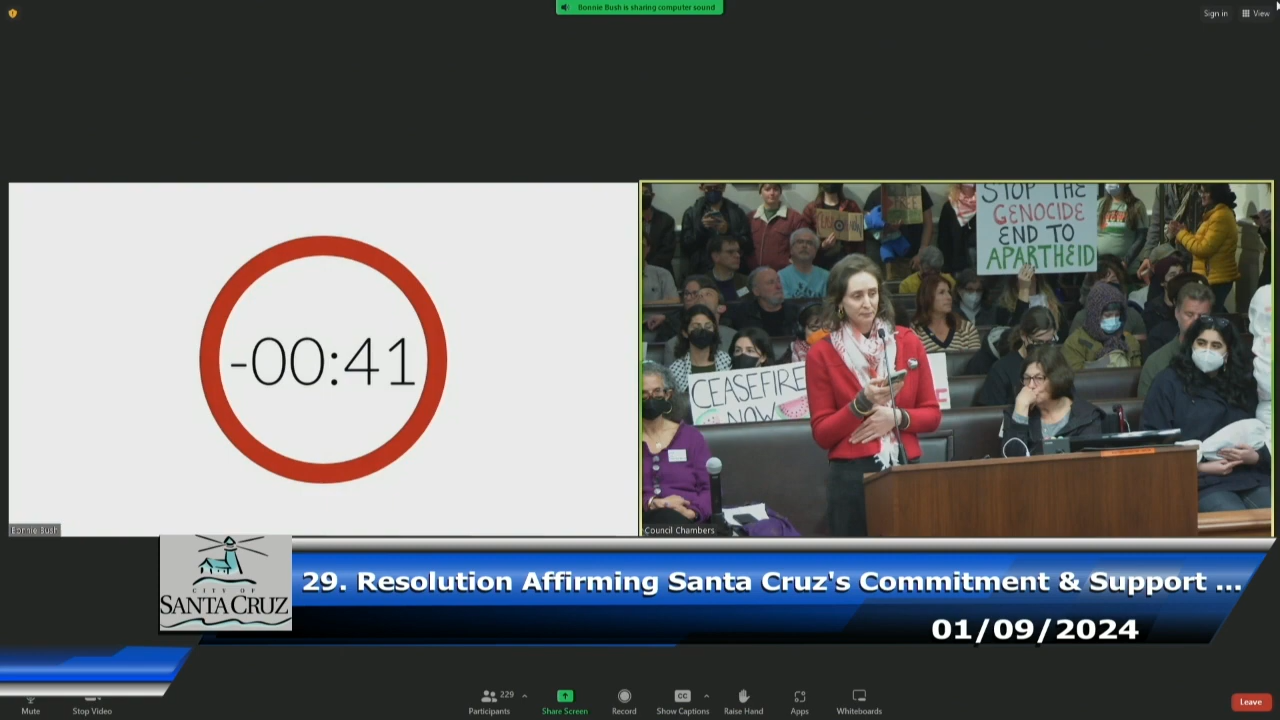 Bonnie Bush is sharing computer sound
Sign in
View
-00:41
STOP THE
GENOCIDE
END TO
APARTHEID
CEASEFIRE
NOW
Bonnie Bush
Council Chambers
CITY OF
SANTA CRUZ
29. Resolution Affirming Santa Cruz's Commitment & Support ...
01/09/2024
Mute
Stop Video
Participants
229
Share Screen
Record
CC
Show Captions
Raise Hand
Apps
Whiteboards
Leave